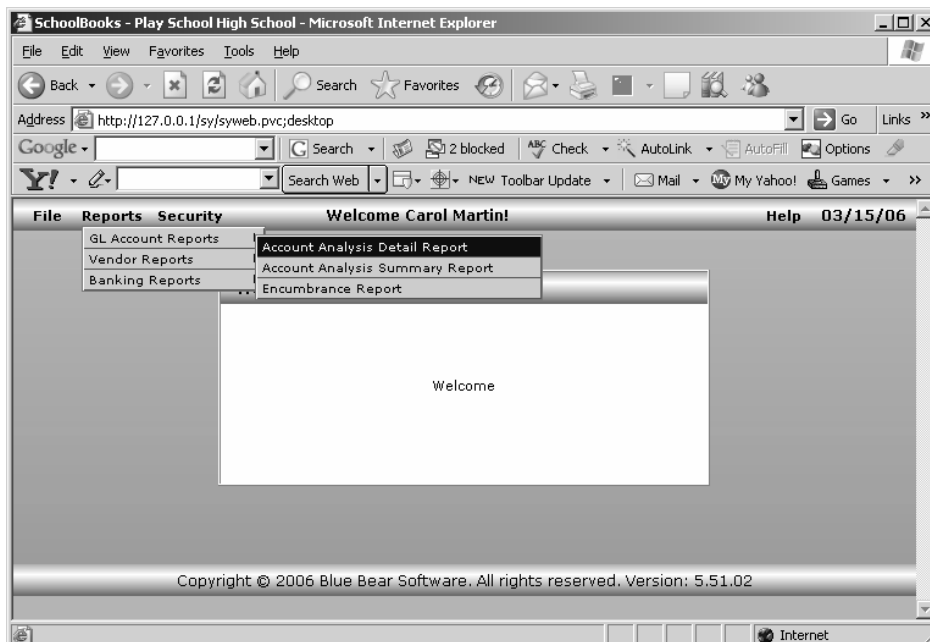 SchoolBooks - Play School High School - Microsoft Internet Explorer
File Edit View Favorites Tools Help
Back Search Favorites
Address http://127.0.0.1/sy/syweb.pvc;desktop Go Links »
Google G Search 2 blocked ABC Check AutoLink AutoFill Options
Y! Search Web NEW Toolbar Update Mail My My Yahoo! Games »
File Reports Security Welcome Carol Martin! Help 03/15/06
GL Account Reports
Account Analysis Detail Report
Vendor Reports
Account Analysis Summary Report
Banking Reports
Encumbrance Report
Welcome
Copyright © 2006 Blue Bear Software. All rights reserved. Version: 5.51.02
Internet